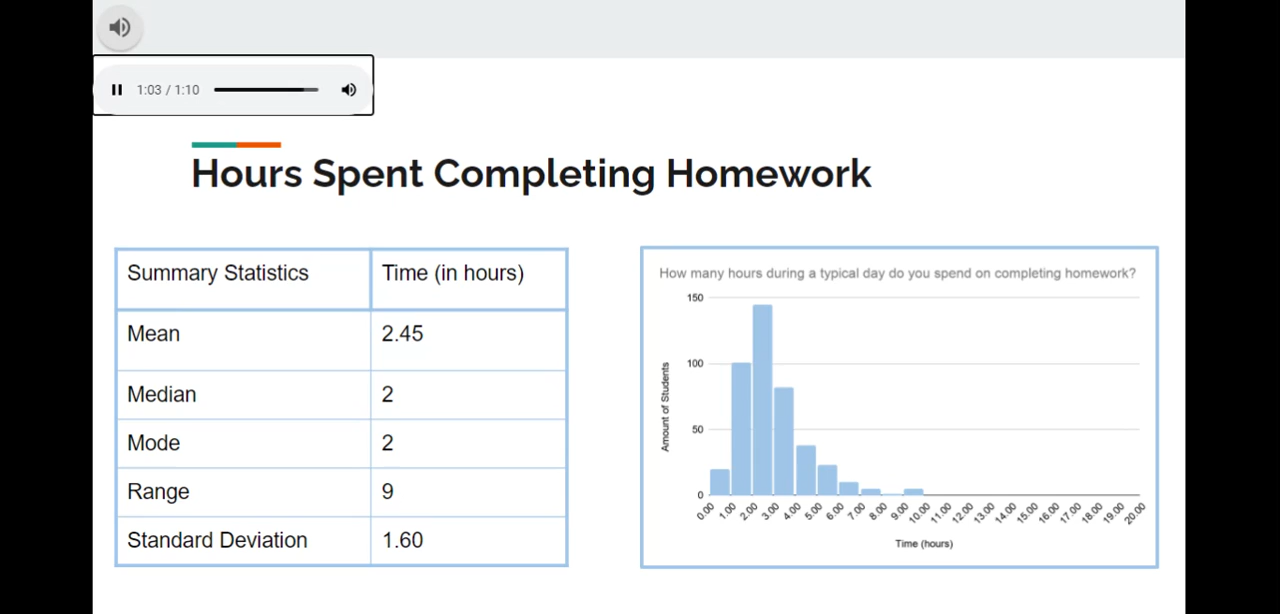 1:03 / 1:10
Hours Spent Completing Homework
Summary Statistics Time (in hours)
Mean 2.45
Median 2
Mode 2
Range 9
Standard Deviation 1.60
How many hours during a typical day do you spend on completing homework?
150
100
50
0
Amount of Students
0.00 1.00 2.00 3.00 4.00 5.00 6.00 7.00 8.00 9.00 10.00 11.00 12.00 13.00 14.00 15.00 16.00 17.00 18.00 19.00 20.00
Time (hours)